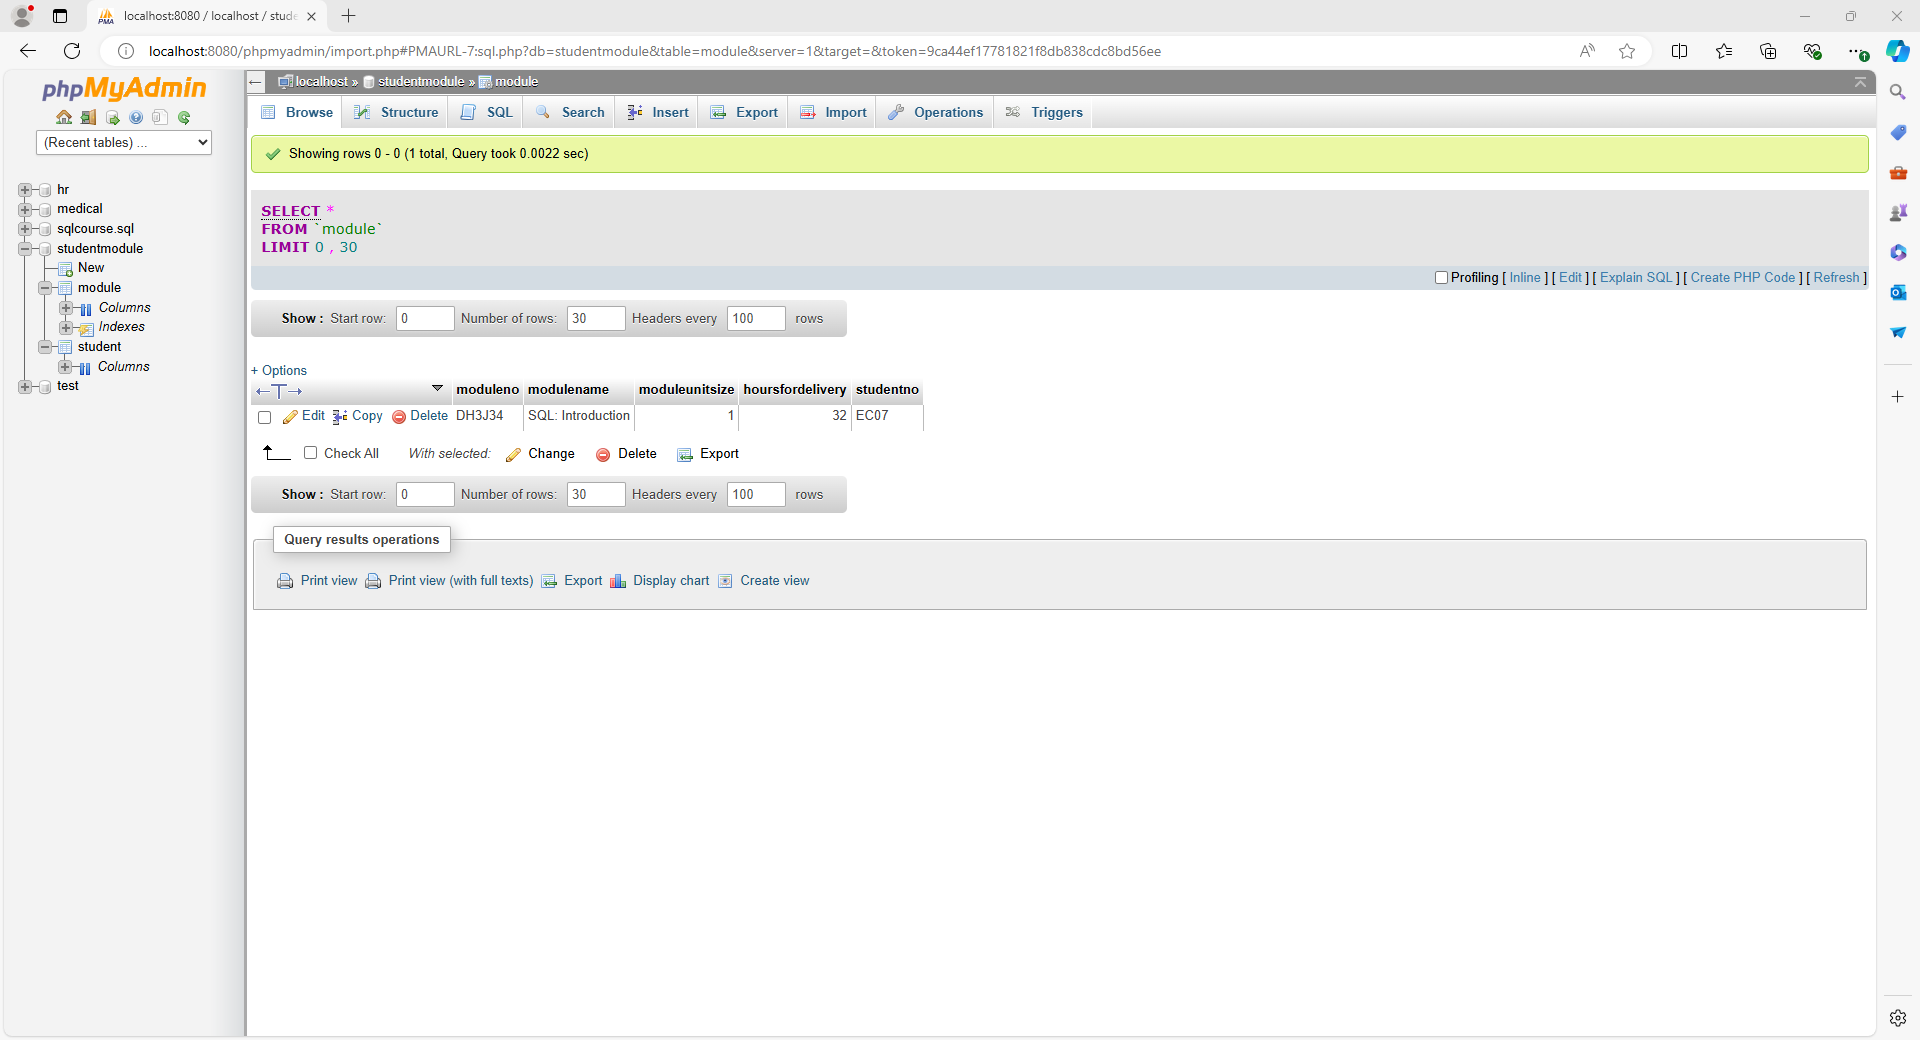 localhost:8080 / localhost / stude
localhost:8080/phpmyadmin/import.php#PMAURL-7:sql.php?db=studentmodule&table=module&server=1&target=&token=9ca44ef17781821f8db838cdc8bd56ee
phpMyAdmin
(Recent tables) ...
hr
medical
sqlcourse.sql
studentmodule
New
module
Columns
Indexes
student
Columns
test
localhost » studentmodule » module
Browse Structure SQL Search Insert Export Import Operations Triggers
Showing rows 0 - 0 (1 total, Query took 0.0022 sec)
SELECT *
FROM `module`
LIMIT 0 , 30
Profiling [ Inline ] [ Edit ] [ Explain SQL ] [ Create PHP Code ] [ Refresh ]
Show : Start row: 0 Number of rows: 30 Headers every 100 rows
+ Options
←T→ moduleno modulename moduleunitsize hoursfordelivery studentno
Edit Copy Delete DH3J34 SQL: Introduction 1 32 EC07
Check All With selected: Change Delete Export
Show : Start row: 0 Number of rows: 30 Headers every 100 rows
Query results operations
Print view Print view (with full texts) Export Display chart Create view